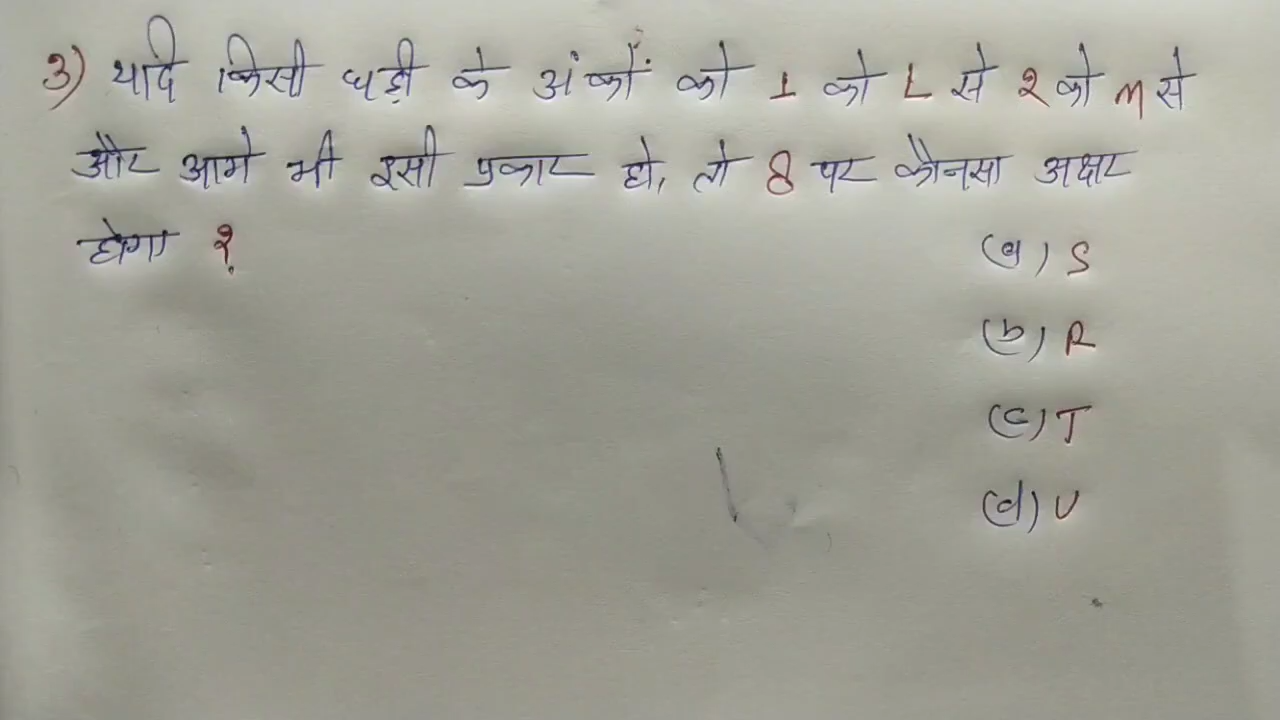 3) यदि किसी घड़ी के अंकों को 1 को L से 2 को M से
और आगे भी इसी प्रकार हो, तो 8 पर कौनसा अक्षर
होगा ?
(a) S
(b) R
(c) T
(d) U